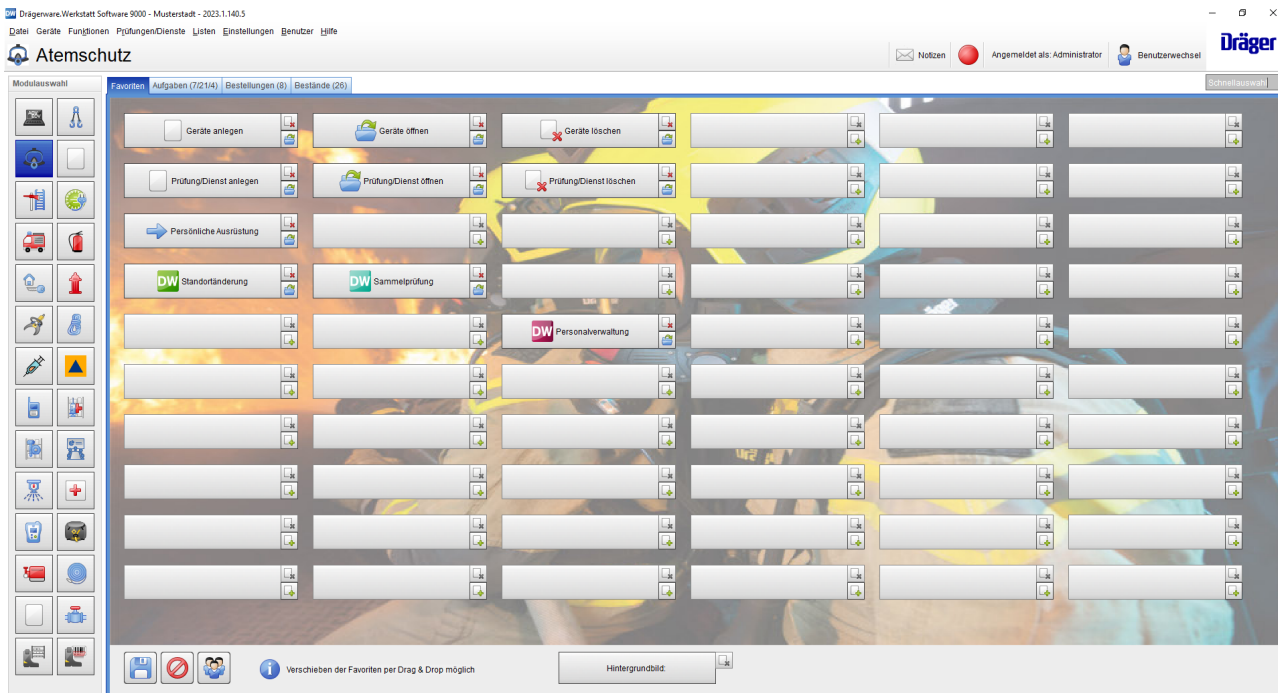 DW Drägerware.Werkstatt Software 9000 - Musterstadt - 2023.1.140.5
Datei Geräte Funktionen Prüfungen/Dienste Listen Einstellungen Benutzer Hilfe
Atemschutz
Notizen
Angemeldet als: Administrator
Benutzerwechsel
Dräger
Modulauswahl
Favoriten Aufgaben (7/21/4) Bestellungen (8) Bestände (26)
Schnellauswahl
Geräte anlegen Geräte öffnen Geräte löschen
Prüfung/Dienst anlegen Prüfung/Dienst öffnen Prüfung/Dienst löschen
Persönliche Ausrüstung
DW Standortänderung DW Sammelprüfung
DW Personalverwaltung
Verschieben der Favoriten per Drag & Drop möglich
Hintergrundbild: